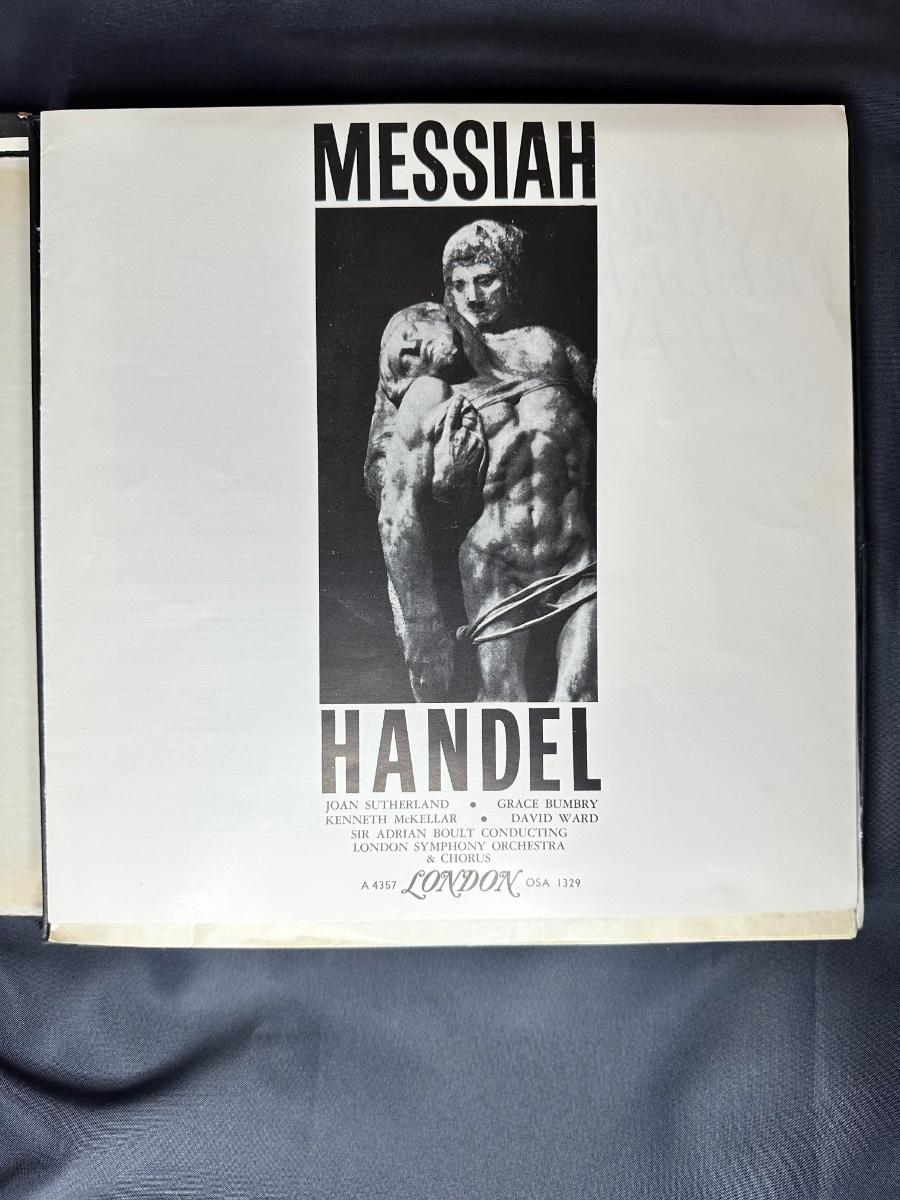 MESSIAH
HANDEL
JOAN SUTHERLAND • GRACE BUMBRY
KENNETH McKELLAR • DAVID WARD
SIR ADRIAN BOULT CONDUCTING
LONDON SYMPHONY ORCHESTRA
& CHORUS
A 4357 LONDON OSA 1329